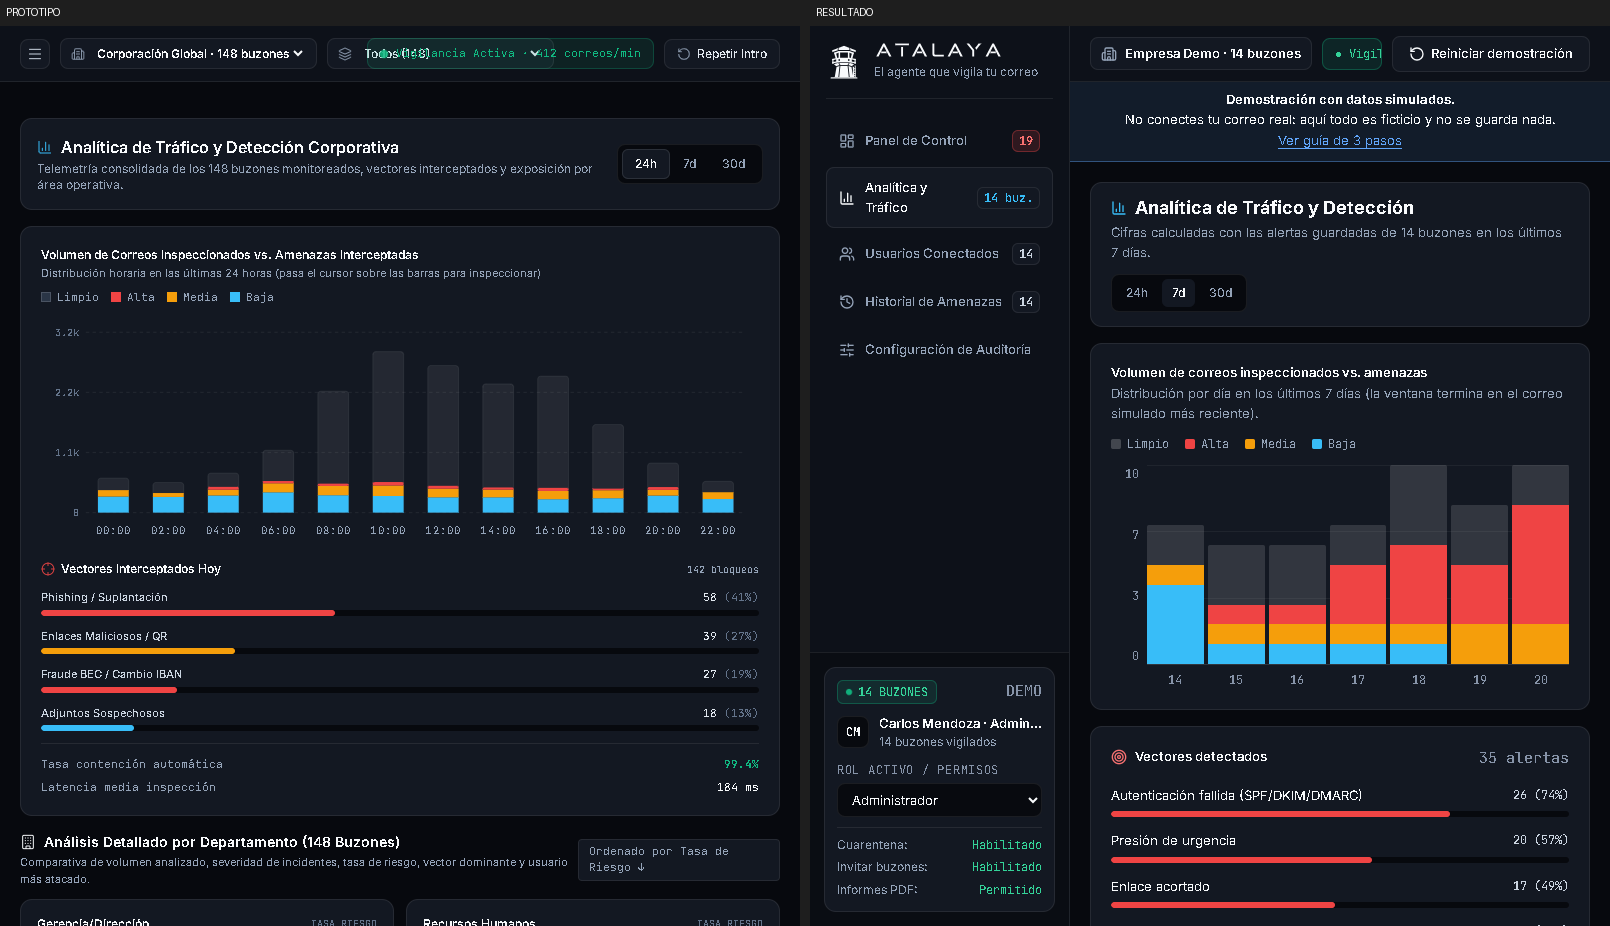 PROTOTIPO
Corporación Global · 148 buzones
Todos (148)
Vigilancia Activa · 412 correos/min
Repetir Intro
Analítica de Tráfico y Detección Corporativa
Telemetría consolidada de los 148 buzones monitoreados, vectores interceptados y exposición por
área operativa.
24h 7d 30d
Volumen de Correos Inspeccionados vs. Amenazas Interceptadas
Distribución horaria en las últimas 24 horas (pasa el cursor sobre las barras para inspeccionar)
Limpio Alta Media Baja
3.2k
2.2k
1.1k
0
00:00 02:00 04:00 06:00 08:00 10:00 12:00 14:00 16:00 18:00 20:00 22:00
Vectores Interceptados Hoy 142 bloqueos
Phishing / Suplantación 58 (41%)
Enlaces Maliciosos / QR 39 (27%)
Fraude BEC / Cambio IBAN 27 (19%)
Adjuntos Sospechosos 18 (13%)
Tasa contención automática 99.4%
Latencia media inspección 184 ms
Análisis Detallado por Departamento (148 Buzones)
Comparativa de volumen analizado, severidad de incidentes, tasa de riesgo, vector dominante y usuario
más atacado.
Ordenado por Tasa de
Riesgo ↓
Gerencia/Dirección TASA RIESGO
Recursos Humanos TASA RIESGO
RESULTADO
ATALAYA
El agente que vigila tu correo
Panel de Control 19
Analítica y
Tráfico
14 buz.
Usuarios Conectados 14
Historial de Amenazas 14
Configuración de Auditoría
14 BUZONES DEMO
CM
Carlos Mendoza · Admin...
14 buzones vigilados
ROL ACTIVO / PERMISOS
Administrador
Cuarentena: Habilitado
Invitar buzones: Habilitado
Informes PDF: Permitido
Empresa Demo · 14 buzones
Vigil
Reiniciar demostración
Demostración con datos simulados.
No conectes tu correo real: aquí todo es ficticio y no se guarda nada.
Ver guía de 3 pasos
Analítica de Tráfico y Detección
Cifras calculadas con las alertas guardadas de 14 buzones en los últimos
7 días.
24h 7d 30d
Volumen de correos inspeccionados vs. amenazas
Distribución por día en los últimos 7 días (la ventana termina en el correo
simulado más reciente).
Limpio Alta Media Baja
10
7
3
0
14 15 16 17 18 19 20
Vectores detectados 35 alertas
Autenticación fallida (SPF/DKIM/DMARC) 26 (74%)
Presión de urgencia 20 (57%)
Enlace acortado 17 (49%)